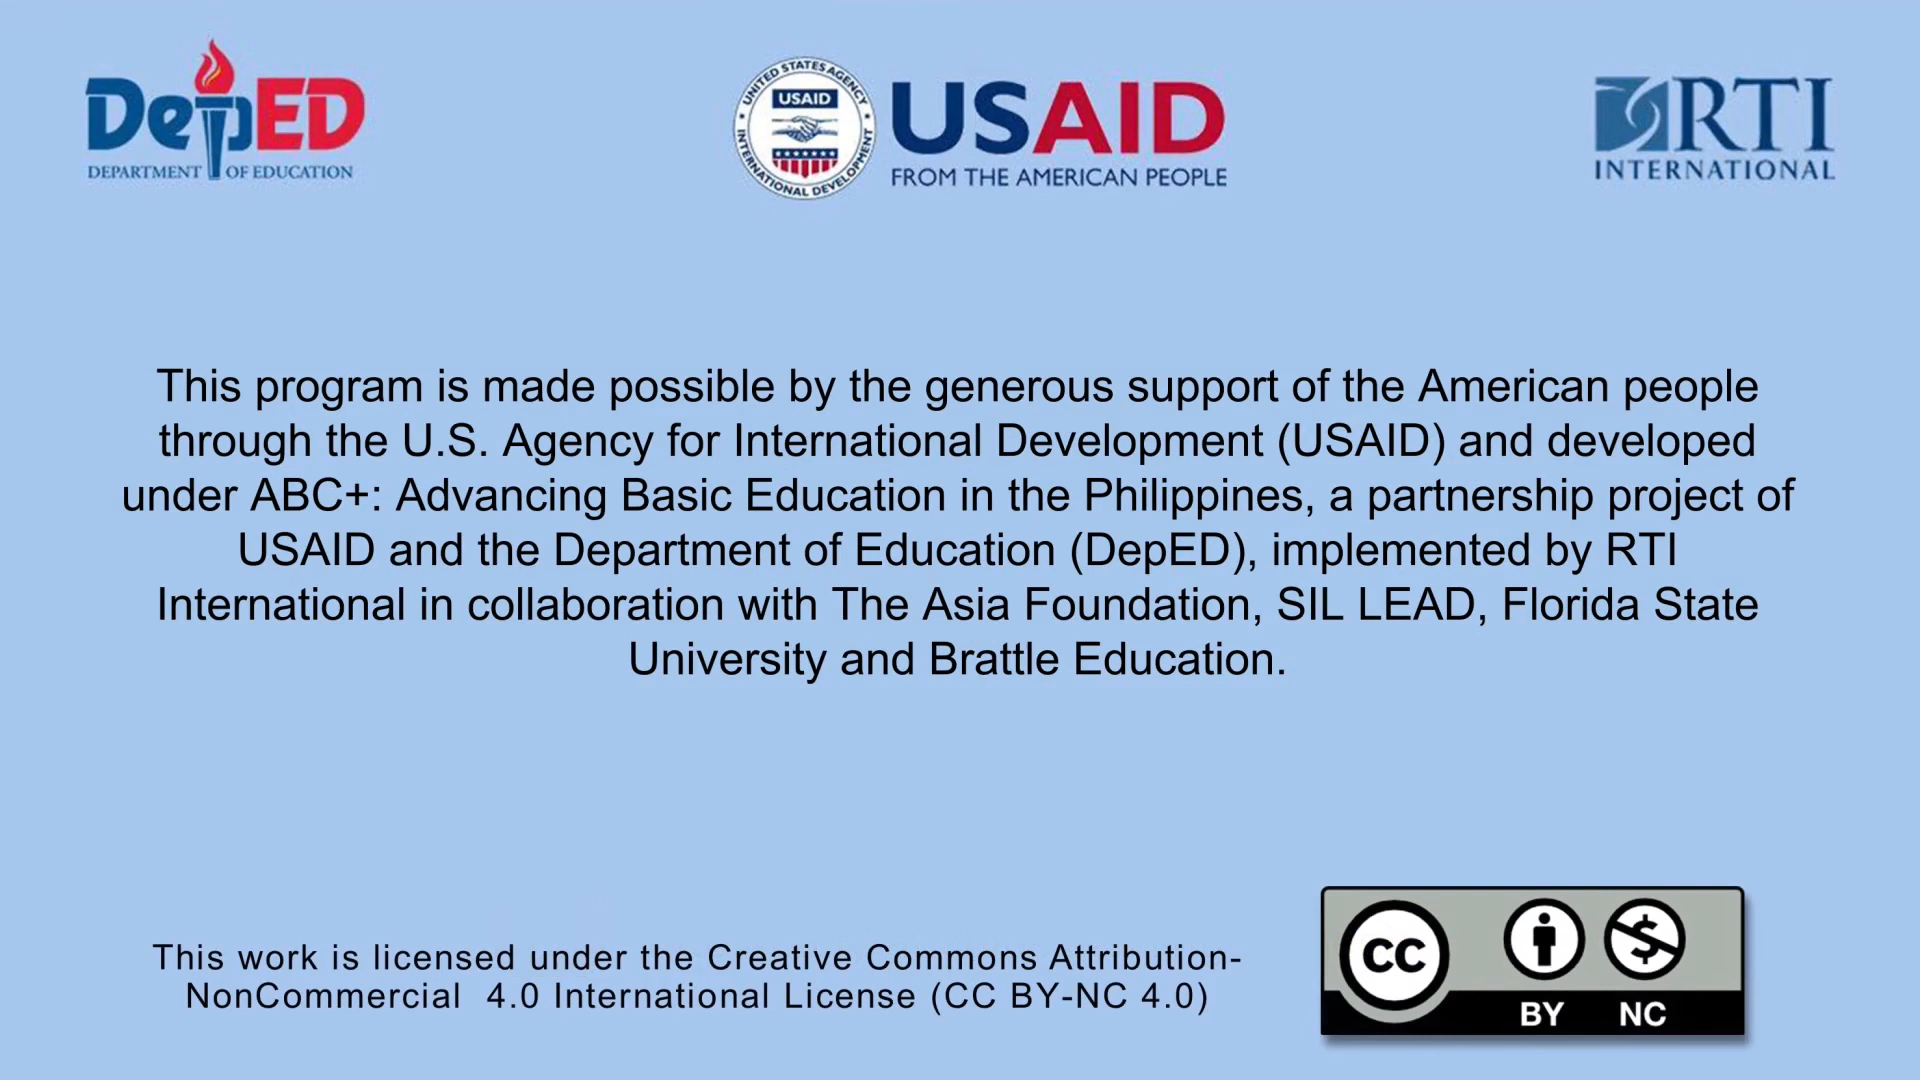 DepED
DEPARTMENT OF EDUCATION
UNITED STATES AGENCY
USAID
INTERNATIONAL DEVELOPMENT
USAID
FROM THE AMERICAN PEOPLE
RTI
INTERNATIONAL
This program is made possible by the generous support of the American people
through the U.S. Agency for International Development (USAID) and developed
under ABC+: Advancing Basic Education in the Philippines, a partnership project of
USAID and the Department of Education (DepED), implemented by RTI
International in collaboration with The Asia Foundation, SIL LEAD, Florida State
University and Brattle Education.
This work is licensed under the Creative Commons Attribution-
NonCommercial  4.0 International License (CC BY-NC 4.0)
CC
BY NC